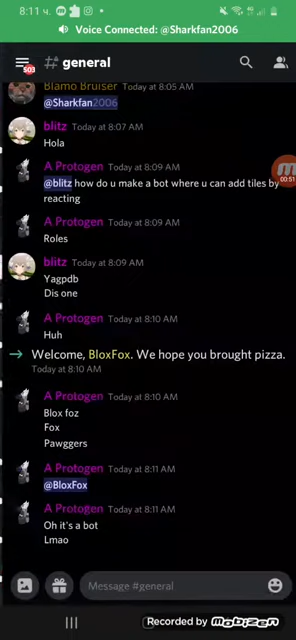 8:11 ч.
Voice Connected: @Sharkfan2006
503
# general
Blamo Bruiser Today at 8:05 AM
@Sharkfan2006
blitz Today at 8:07 AM
Hola
A Protogen Today at 8:09 AM
@blitz how do u make a bot where u can add tiles by
reacting
00:51
A Protogen Today at 8:09 AM
Roles
blitz Today at 8:09 AM
Yagpdb
Dis one
A Protogen Today at 8:10 AM
Huh
Welcome, BloxFox. We hope you brought pizza.
Today at 8:10 AM
A Protogen Today at 8:10 AM
Blox foz
Fox
Pawggers
A Protogen Today at 8:11 AM
@BloxFox
A Protogen Today at 8:11 AM
Oh it's a bot
Lmao
Message #general
Recorded by mobizen